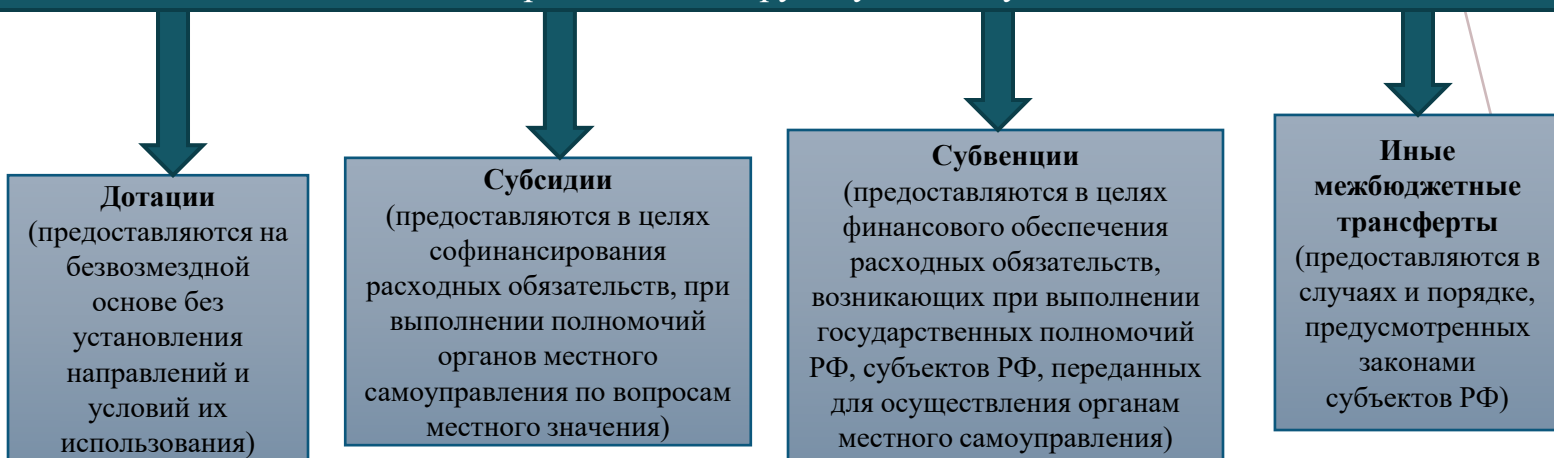 Дотации
(предоставляются на
безвозмездной
основе без
установления
направлений и
условий их
использования)
Субсидии
(предоставляются в целях
софинансирования
расходных обязательств, при
выполнении полномочий
органов местного
самоуправления по вопросам
местного значения)
Субвенции
(предоставляются в целях
финансового обеспечения
расходных обязательств,
возникающих при выполнении
государственных полномочий
РФ, субъектов РФ, переданных
для осуществления органам
местного самоуправления)
Иные
межбюджетные
трансферты
(предоставляются в
случаях и порядке,
предусмотренных
законами
субъектов РФ)